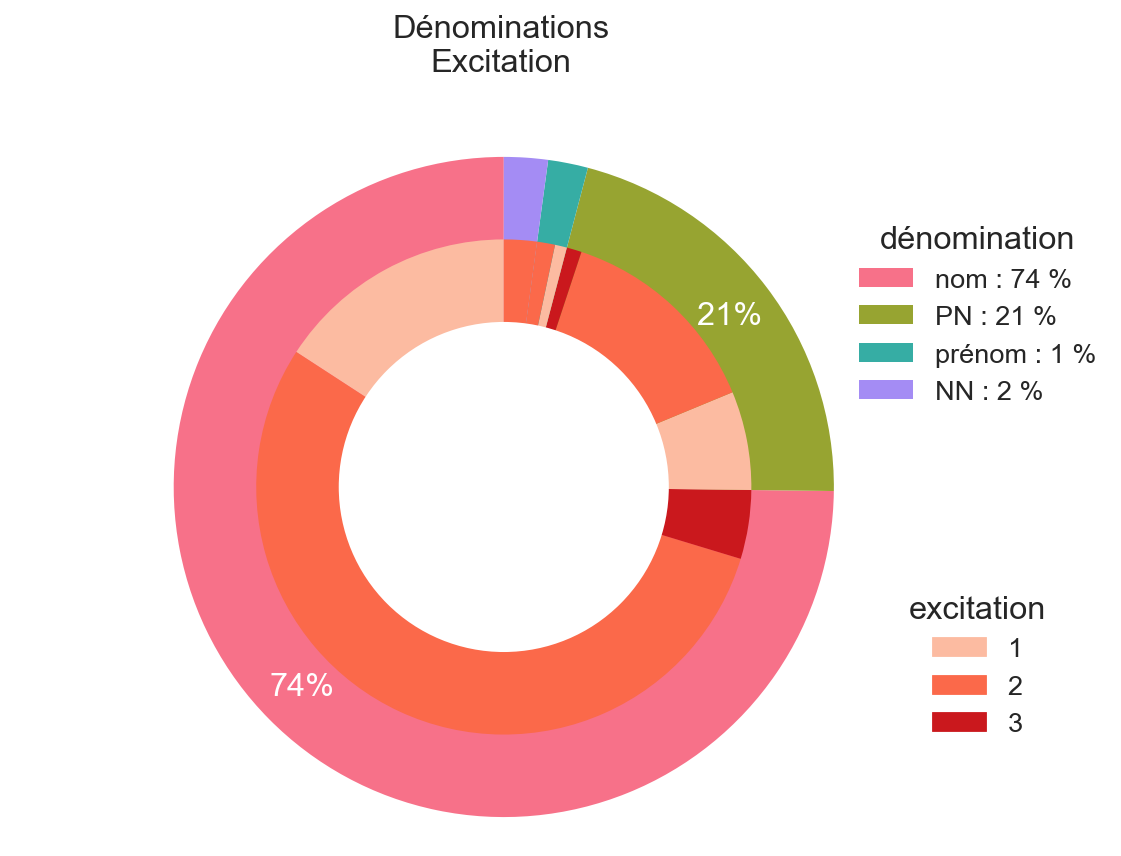 Dénominations
Excitation
dénomination
nom : 74 %
PN : 21 %
prénom : 1 %
NN : 2 %
21%
74%
excitation
1
2
3